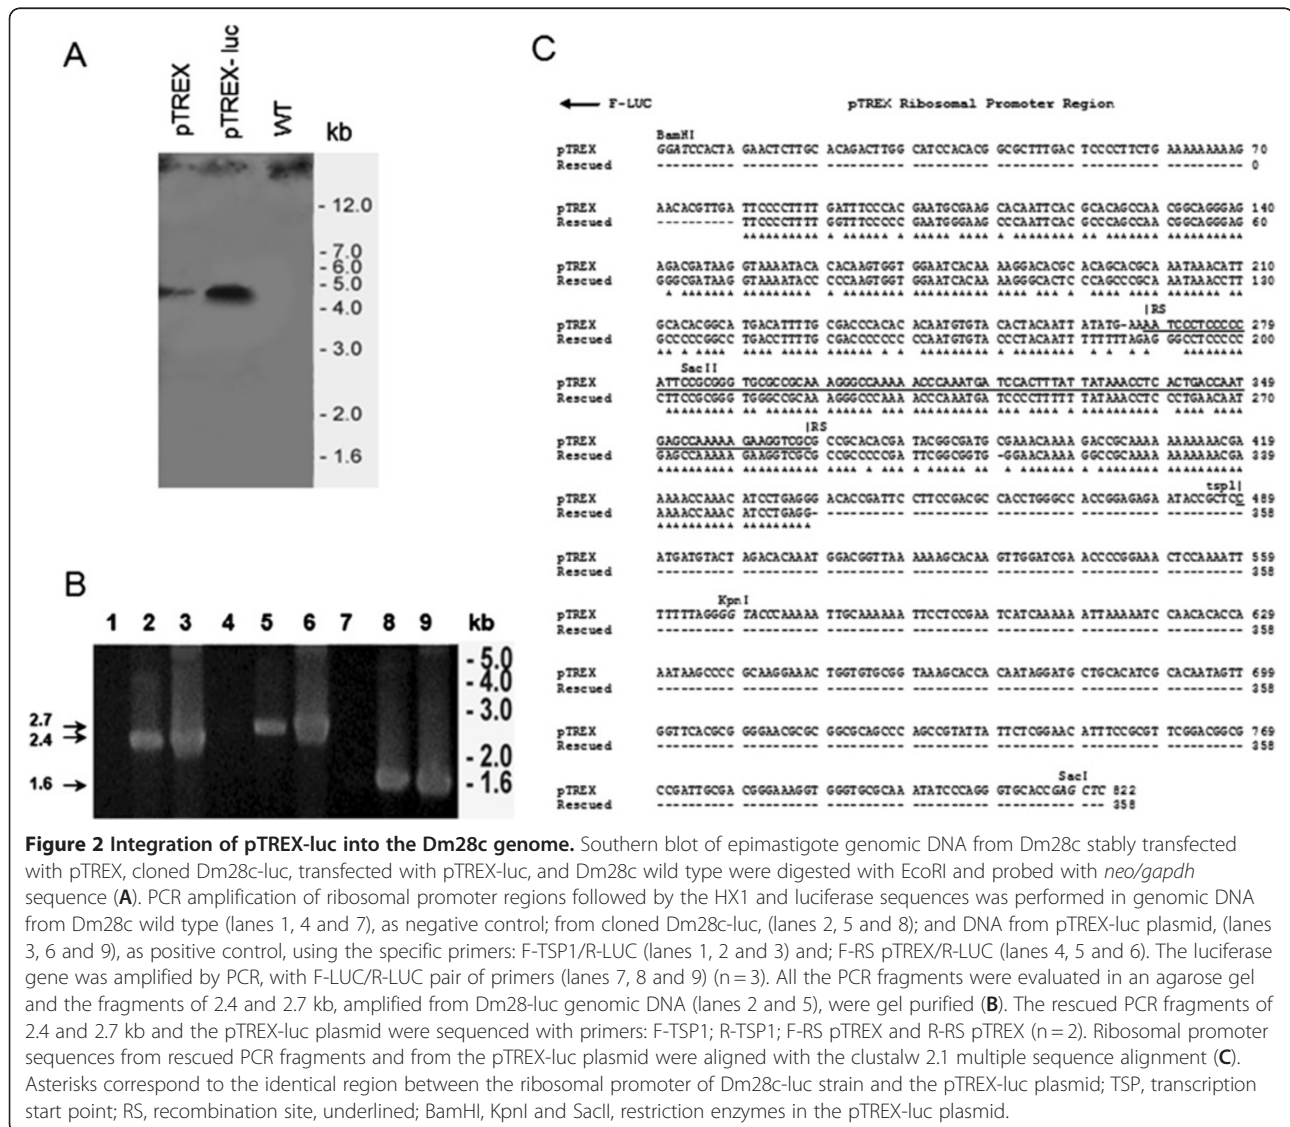 A
pTREX
pTREX- luc
WT
kb
- 12.0
- 7.0
- 6.0
- 5.0
- 4.0
- 3.0
- 2.0
- 1.6
B
1 2 3 4 5 6 7 8 9 kb
- 5.0
- 4.0
- 3.0
- 2.0
- 1.6
2.7
2.4
1.6
C
F-LUC pTREX Ribosomal Promoter Region
BamHI
pTREX GGATCCACTA GAACTCTTGC ACAGACTTGG CATCCACACG GCGCTTTGAC TCCCCTTCTG AAAAAAAAAG 70
Rescued ---------- ---------- ---------- ---------- ---------- ---------- ---------- 0
pTREX AACACGTTGA TTCCCCTTTT GATTTCCCAC GAATGCGAAG CACAATTCAC GCACAGCCAA CGGCAGGGAG 140
Rescued ---------- TTCCCCTTTT GGTTTCCCCC GAATGGGAAG CCCAATTCAC GCCCAGCCAA CGGCAGGGAG 60
pTREX AGACGATAAG GTAAAATACA CACAAGTGGT GGAATCACAA AAGGACACGC ACAGCACGCA AATAAACATT 210
Rescued GGGCGATAAG GTAAAATACC CCCAAGTGGT GGAATCACAA AAGGGCACTC CCAGCCCGCA AATAAACCTT 130
|RS
pTREX GCACACGGCA TGACATTTTG CGACCCACAC ACAATGTGTA CACTACAATT ATATG-AAAA TCCCTCCCCC 279
Rescued GCCCCCGGCC TGACCTTTTG CGACCCCCCC CCAATGTGTA CCCTACAATT TTTTTTAGAG GGCCTCCCCC 200
SacII
pTREX ATTCCGCGGG TGCGCCGCAA AGGGCCAAAA ACCCAAATGA TCCACTTTAT TATAAACCTC ACTGACCAAT 349
Rescued CTTCCGCGGG TGGGCCGCAA AGGGCCCAAA ACCCAAATGA TCCCCTTTTT TATAAACCTC CCTGAACAAT 270
|RS
pTREX GAGCCAAAAA GAAGGTCGCG CCGCACACGA TACGGCGATG CGAAACAAAA GACCGCAAAA AAAAAAACGA 419
Rescued GAGCCAAAAA GAAGGTCGCG CCGCCCCCGA TTCGGCGGTG -GGAACAAAA GGCCGCAAAA AAAAAAACGA 339
tsp1|
pTREX AAAACCAAAC ATCCTGAGGG ACACCGATTC CTTCCGACGC CACCTGGGCC ACCGGAGAGA ATACCGCTCC 489
Rescued AAAACCAAAC ATCCTGAGG- ---------- ---------- ---------- ---------- ---------- 358
pTREX ATGATGTACT AGACACAAAT GGACGGTTAA AAAAGCACAA GTTGGATCGA ACCCCGGAAA CTCCAAAATT 559
Rescued ---------- ---------- ---------- ---------- ---------- ---------- ---------- 358
KpnI
pTREX TTTTTAGGGG TACCCAAAAA ATTGCAAAAAA TTCCTCCGAA TCATCAAAAA ATTAAAAATC CAACACACCA 629
Rescued ---------- ---------- ---------- ---------- ---------- ---------- ---------- 358
pTREX AATAAGCCCC GCAAGGAAAC TGGTGTGCGG TAAAGCACCA CAATAGGATG CTGCACATCG CACAATAGTT 699
Rescued ---------- ---------- ---------- ---------- ---------- ---------- ---------- 358
pTREX GGTTCACGCG GGGAACGCGC GGCGCAGCCC AGCCGTATTA TTCTCGGAAC ATTTCCGCGT TCGGACGGCG 769
Rescued ---------- ---------- ---------- ---------- ---------- ---------- ---------- 358
SacI
pTREX CCGATTGCGA CGGGAAAGGT GGGTGCGCAA ATATCCCAGG GTGCACCGAG CTC 822
Rescued ---------- ---------- ---------- ---------- ---------- --- 358
Figure 2 Integration of pTREX-luc into the Dm28c genome. Southern blot of epimastigote genomic DNA from Dm28c stably transfected
with pTREX, cloned Dm28c-luc, transfected with pTREX-luc, and Dm28c wild type were digested with EcoRI and probed with neo/gapdh
sequence (A). PCR amplification of ribosomal promoter regions followed by the HX1 and luciferase sequences was performed in genomic DNA
from Dm28c wild type (lanes 1, 4 and 7), as negative control; from cloned Dm28c-luc, (lanes 2, 5 and 8); and DNA from pTREX-luc plasmid, (lanes
3, 6 and 9), as positive control, using the specific primers: F-TSP1/R-LUC (lanes 1, 2 and 3) and; F-RS pTREX/R-LUC (lanes 4, 5 and 6). The luciferase
gene was amplified by PCR, with F-LUC/R-LUC pair of primers (lanes 7, 8 and 9) (n = 3). All the PCR fragments were evaluated in an agarose gel
and the fragments of 2.4 and 2.7 kb, amplified from Dm28-luc genomic DNA (lanes 2 and 5), were gel purified (B). The rescued PCR fragments of
2.4 and 2.7 kb and the pTREX-luc plasmid were sequenced with primers: F-TSP1; R-TSP1; F-RS pTREX and R-RS pTREX (n = 2). Ribosomal promoter
sequences from rescued PCR fragments and from the pTREX-luc plasmid were aligned with the clustalw 2.1 multiple sequence alignment (C).
Asterisks correspond to the identical region between the ribosomal promoter of Dm28c-luc strain and the pTREX-luc plasmid; TSP, transcription
start point; RS, recombination site, underlined; BamHI, KpnI and SacII, restriction enzymes in the pTREX-luc plasmid.